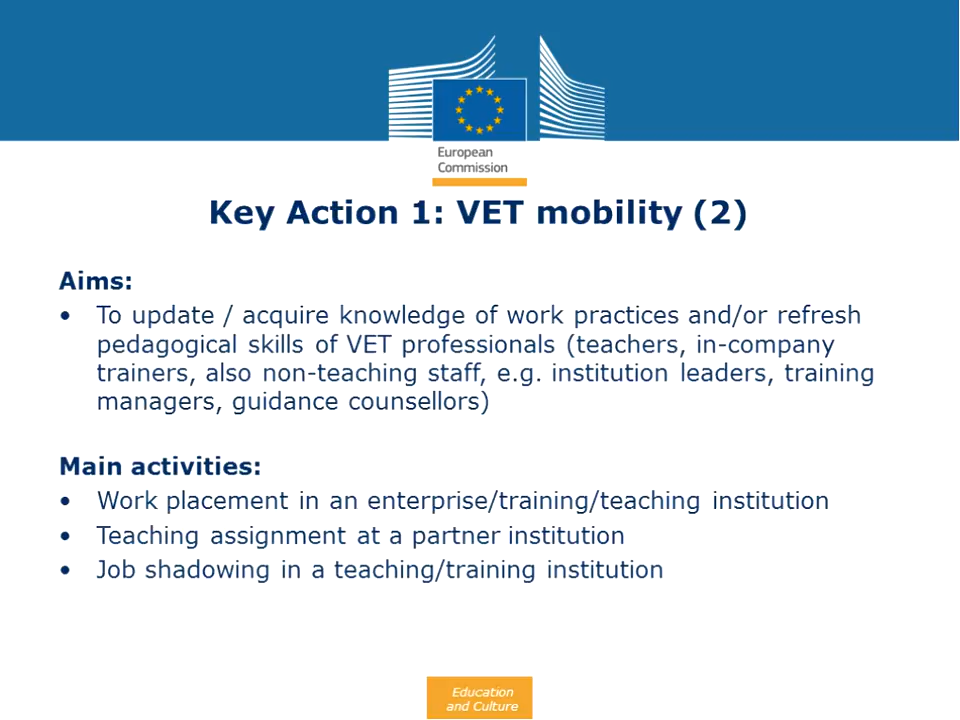 European
Commission
Key Action 1: VET mobility (2)
Aims:
• To update / acquire knowledge of work practices and/or refresh
pedagogical skills of VET professionals (teachers, in-company
trainers, also non-teaching staff, e.g. institution leaders, training
managers, guidance counsellors)
Main activities:
• Work placement in an enterprise/training/teaching institution
• Teaching assignment at a partner institution
• Job shadowing in a teaching/training institution
Education
and Culture